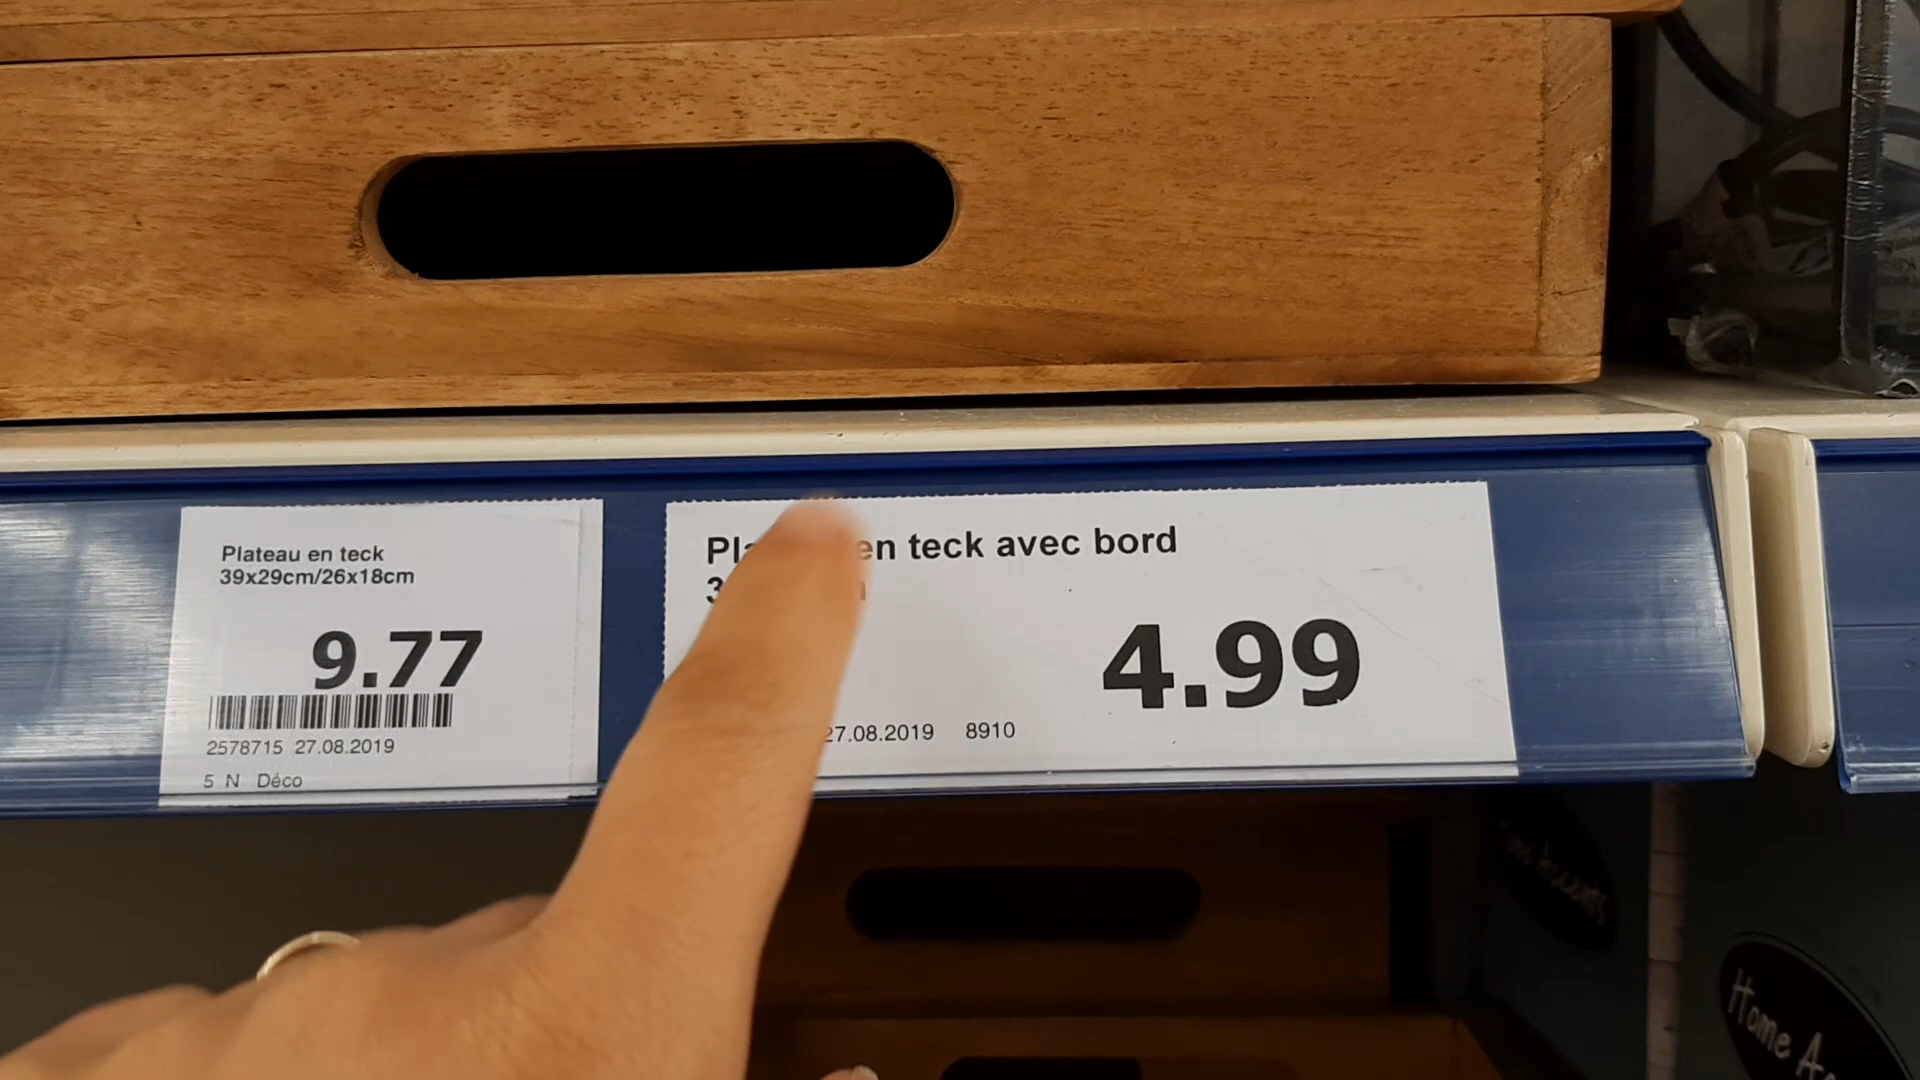 Plateau en teck
39x29cm/26x18cm
9.77
2578715 27.08.2019
5 N Déco
en teck avec bord
4.99
27.08.2019 8910
Home